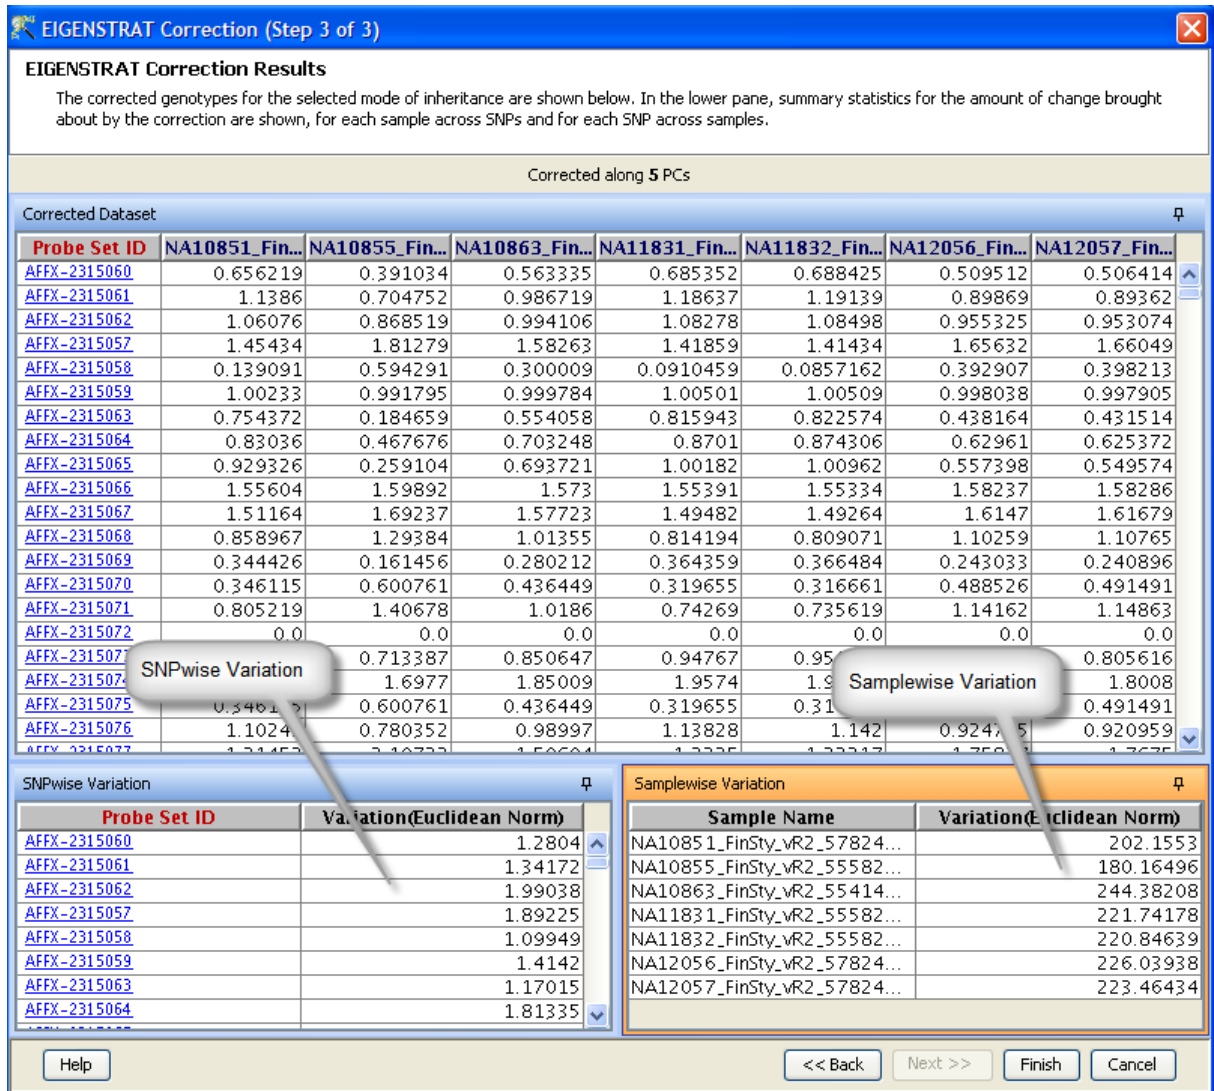 EIGENSTRAT Correction (Step 3 of 3)
EIGENSTRAT Correction Results
The corrected genotypes for the selected mode of inheritance are shown below. In the lower pane, summary statistics for the amount of change brought
about by the correction are shown, for each sample across SNPs and for each SNP across samples.
Corrected along 5 PCs
Corrected Dataset
Probe Set ID NA10851_Fin... NA10855_Fin... NA10863_Fin... NA11831_Fin... NA11832_Fin... NA12056_Fin... NA12057_Fin...
AFFX-2315060 0.656219 0.391034 0.563335 0.685352 0.688425 0.509512 0.506414
AFFX-2315061 1.1386 0.704752 0.986719 1.18637 1.19139 0.89869 0.89362
AFFX-2315062 1.06076 0.868519 0.994106 1.08278 1.08498 0.955325 0.953074
AFFX-2315057 1.45434 1.81279 1.58263 1.41859 1.41434 1.65632 1.66049
AFFX-2315058 0.139091 0.594291 0.300009 0.0910459 0.0857162 0.392907 0.398213
AFFX-2315059 1.00233 0.991795 0.999784 1.00501 1.00509 0.998038 0.997905
AFFX-2315063 0.754372 0.184659 0.554058 0.815943 0.822574 0.438164 0.431514
AFFX-2315064 0.83036 0.467676 0.703248 0.8701 0.874306 0.62961 0.625372
AFFX-2315065 0.929326 0.259104 0.693721 1.00182 1.00962 0.557398 0.549574
AFFX-2315066 1.55604 1.59892 1.573 1.55391 1.55334 1.58237 1.58286
AFFX-2315067 1.51164 1.69237 1.57723 1.49482 1.49264 1.6147 1.61679
AFFX-2315068 0.858967 1.29384 1.01355 0.814194 0.809071 1.10259 1.10765
AFFX-2315069 0.344426 0.161456 0.280212 0.364359 0.366484 0.243033 0.240896
AFFX-2315070 0.346115 0.600761 0.436449 0.319655 0.316661 0.488526 0.491491
AFFX-2315071 0.805219 1.40678 1.0186 0.74269 0.735619 1.14162 1.14863
AFFX-2315072 0.0 0.0 0.0 0.0 0.0 0.0 0.0
0.713387 0.850647 0.94767 0.805616
SNPwise Variation
Samplewise Variation
1.6977 1.85009 1.9574 1.8008
AFFX-2315075 0.600761 0.436449 0.319655 0.491491
AFFX-2315076 0.780352 0.98997 1.13828 1.142 0.920959
SNPwise Variation
Probe Set ID Variation(Euclidean Norm)
AFFX-2315060 1.2804
AFFX-2315061 1.34172
AFFX-2315062 1.99038
AFFX-2315057 1.89225
AFFX-2315058 1.09949
AFFX-2315059 1.4142
AFFX-2315063 1.17015
AFFX-2315064 1.81335
Samplewise Variation
Sample Name Variation(Euclidean Norm)
NA10851_FinSty_vR2_57824... 202.1553
NA10855_FinSty_vR2_55582... 180.16496
NA10863_FinSty_vR2_55414... 244.38208
NA11831_FinSty_vR2_55582... 221.74178
NA11832_FinSty_vR2_55582... 220.84639
NA12056_FinSty_vR2_57824... 226.03938
NA12057_FinSty_vR2_57824... 223.46434
Help
<< Back
Next >>
Finish
Cancel